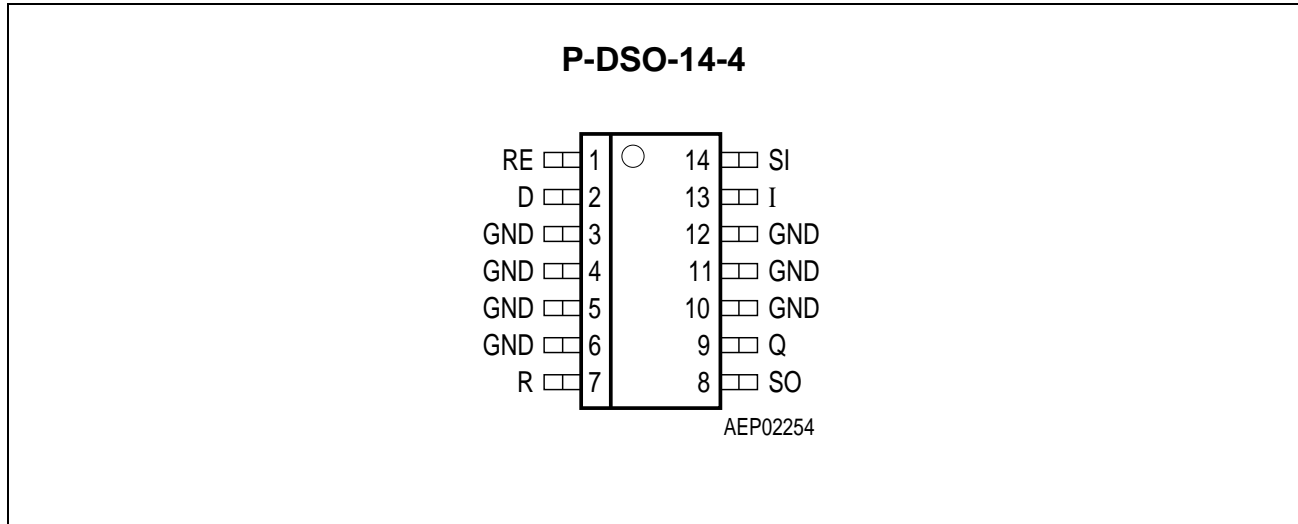 P-DSO-14-4
RE 1 14 SI
D 2 13 I
GND 3 12 GND
GND 4 11 GND
GND 5 10 GND
GND 6 9 Q
R 7 8 SO
AEP02254